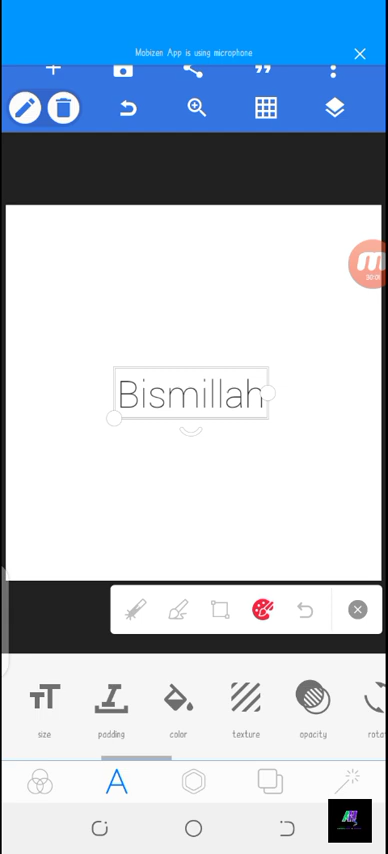 Mobizen App is using microphone
Bismillah
size
padding
color
texture
opacity